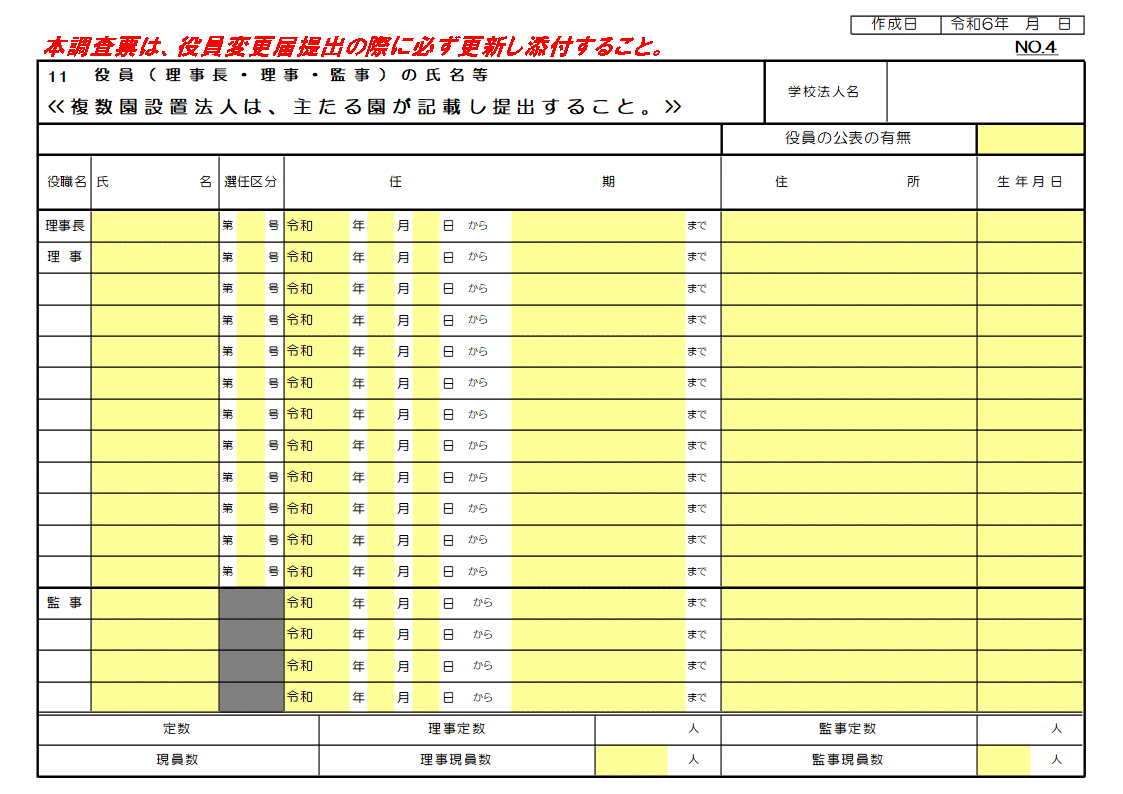 作成日 令和6年 月 日
本調査票は、役員変更届提出の際に必ず更新し添付すること。
NO.4
11 役員(理事長・理事・監事)の氏名等
≪複数園設置法人は、主たる園が記載し提出すること。≫
学校法人名
役員の公表の有無
役職名 氏 名 選任区分 任 期 住 所 生年月日
理事長 第 号 令和 年 月 日 から まで
理 事 第 号 令和 年 月 日 から まで
第 号 令和 年 月 日 から まで
第 号 令和 年 月 日 から まで
第 号 令和 年 月 日 から まで
第 号 令和 年 月 日 から まで
第 号 令和 年 月 日 から まで
第 号 令和 年 月 日 から まで
第 号 令和 年 月 日 から まで
第 号 令和 年 月 日 から まで
第 号 令和 年 月 日 から まで
第 号 令和 年 月 日 から まで
監 事 令和 年 月 日 から まで
令和 年 月 日 から まで
令和 年 月 日 から まで
令和 年 月 日 から まで
定数 理事定数 人 監事定数 人
現員数 理事現員数 人 監事現員数 人